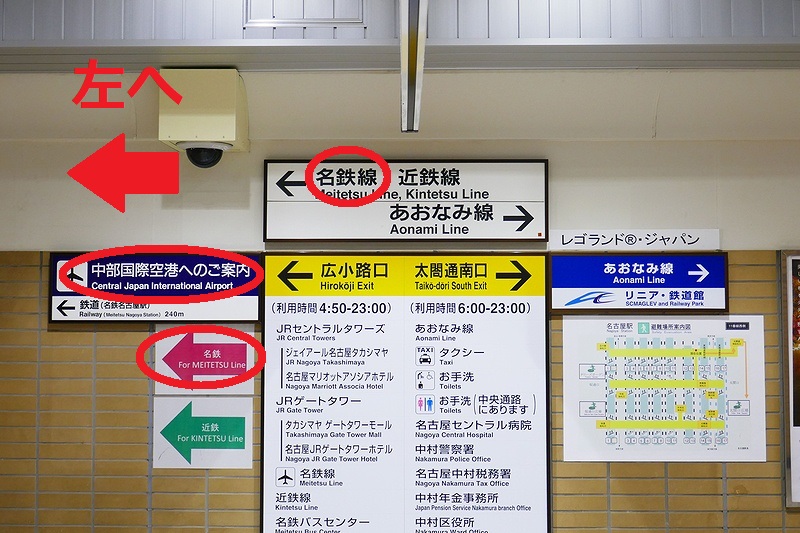 左へ
名鉄線 近鉄線
Meitetsu Line, Kintetsu Line
あおなみ線
Aonami Line
レゴランド®・ジャパン
中部国際空港へのご案内
Central Japan International Airport
鉄道(名鉄名古屋駅)
Railway (Meitetsu Nagoya Station) 240m
名鉄
For MEITETSU Line
近鉄
For KINTETSU Line
広小路口
Hirokōji Exit
(利用時間 4:50-23:00)
JRセントラルタワーズ
JR Central Towers
ジェイアール名古屋タカシマヤ
JR Nagoya Takashimaya
名古屋マリオットアソシアホテル
Nagoya Marriott Associa Hotel
JRゲートタワー
JR Gate Tower
タカシマヤ ゲートタワーモール
Takashimaya Gate Tower Mall
名古屋JRゲートタワーホテル
Nagoya JR Gate Tower Hotel
名鉄線
Meitetsu Line
近鉄線
Kintetsu Line
名鉄バスセンター
Meitetsu Bus Center
太閤通南口
Taiko-dōri South Exit
(利用時間 6:00-23:00)
あおなみ線
Aonami Line
TAXI タクシー
Taxi
お手洗
Toilets
お手洗 (中央通路にあります)
Toilets
名古屋セントラル病院
Nagoya Central Hospital
中村警察署
Nakamura Police Office
名古屋中村税務署
Nagoya Nakamura Tax Office
中村年金事務所
Japan Pension Service Nakamura branch Office
中村区役所
Nakamura Ward Office
あおなみ線
Aonami Line
リニア・鉄道館
SCMAGLEV and Railway Park
名古屋駅 避難場所案内図
Nagoya Station